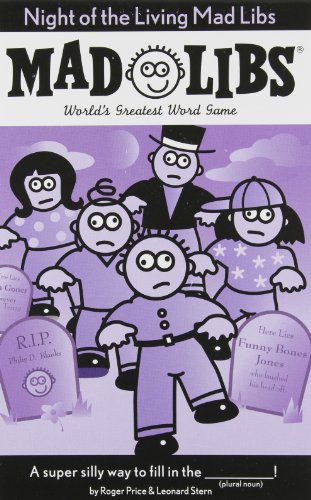 Night of the Living Mad Libs
MAD LIBS®
World's Greatest Word Game
R.I.P.
Philip D. Blanks
Here Lies
Funny Bones
Jones
who laughed
his head off.
A super silly way to fill in the __________!
(plural noun)
by Roger Price & Leonard Stern